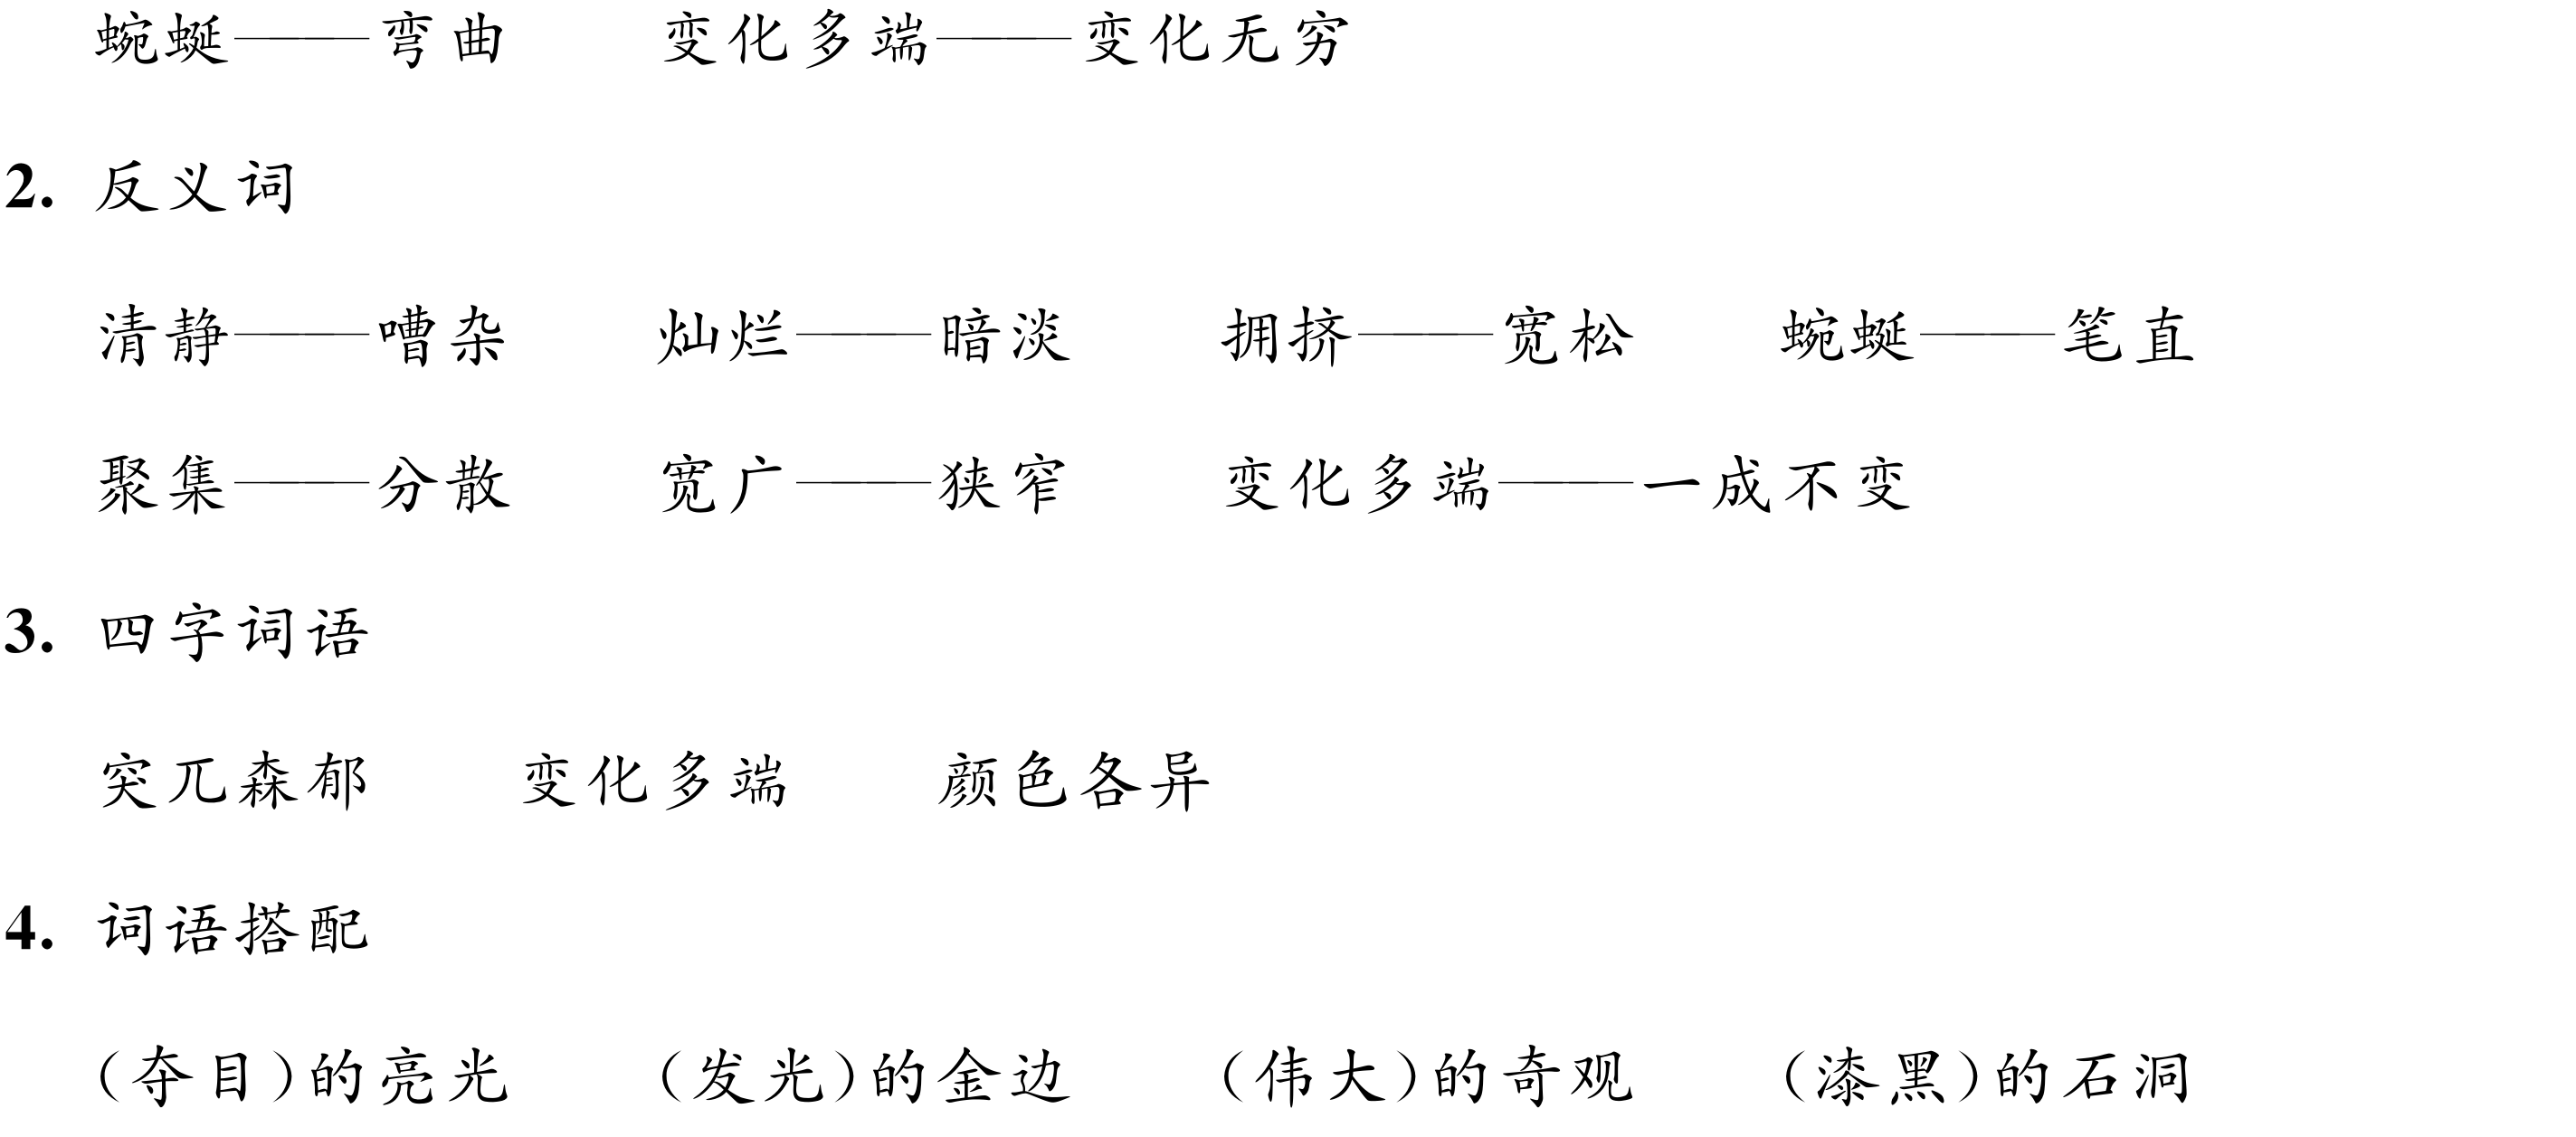 蜿蜒——弯曲 变化多端——变化无穷
2. 反义词
清静——嘈杂 灿烂——暗淡 拥挤——宽松 蜿蜒——笔直
聚集——分散 宽广——狭窄 变化多端——一成不变
3. 四字词语
突兀森郁 变化多端 颜色各异
4. 词语搭配
（夺目）的亮光 （发光）的金边 （伟大）的奇观 （漆黑）的石洞